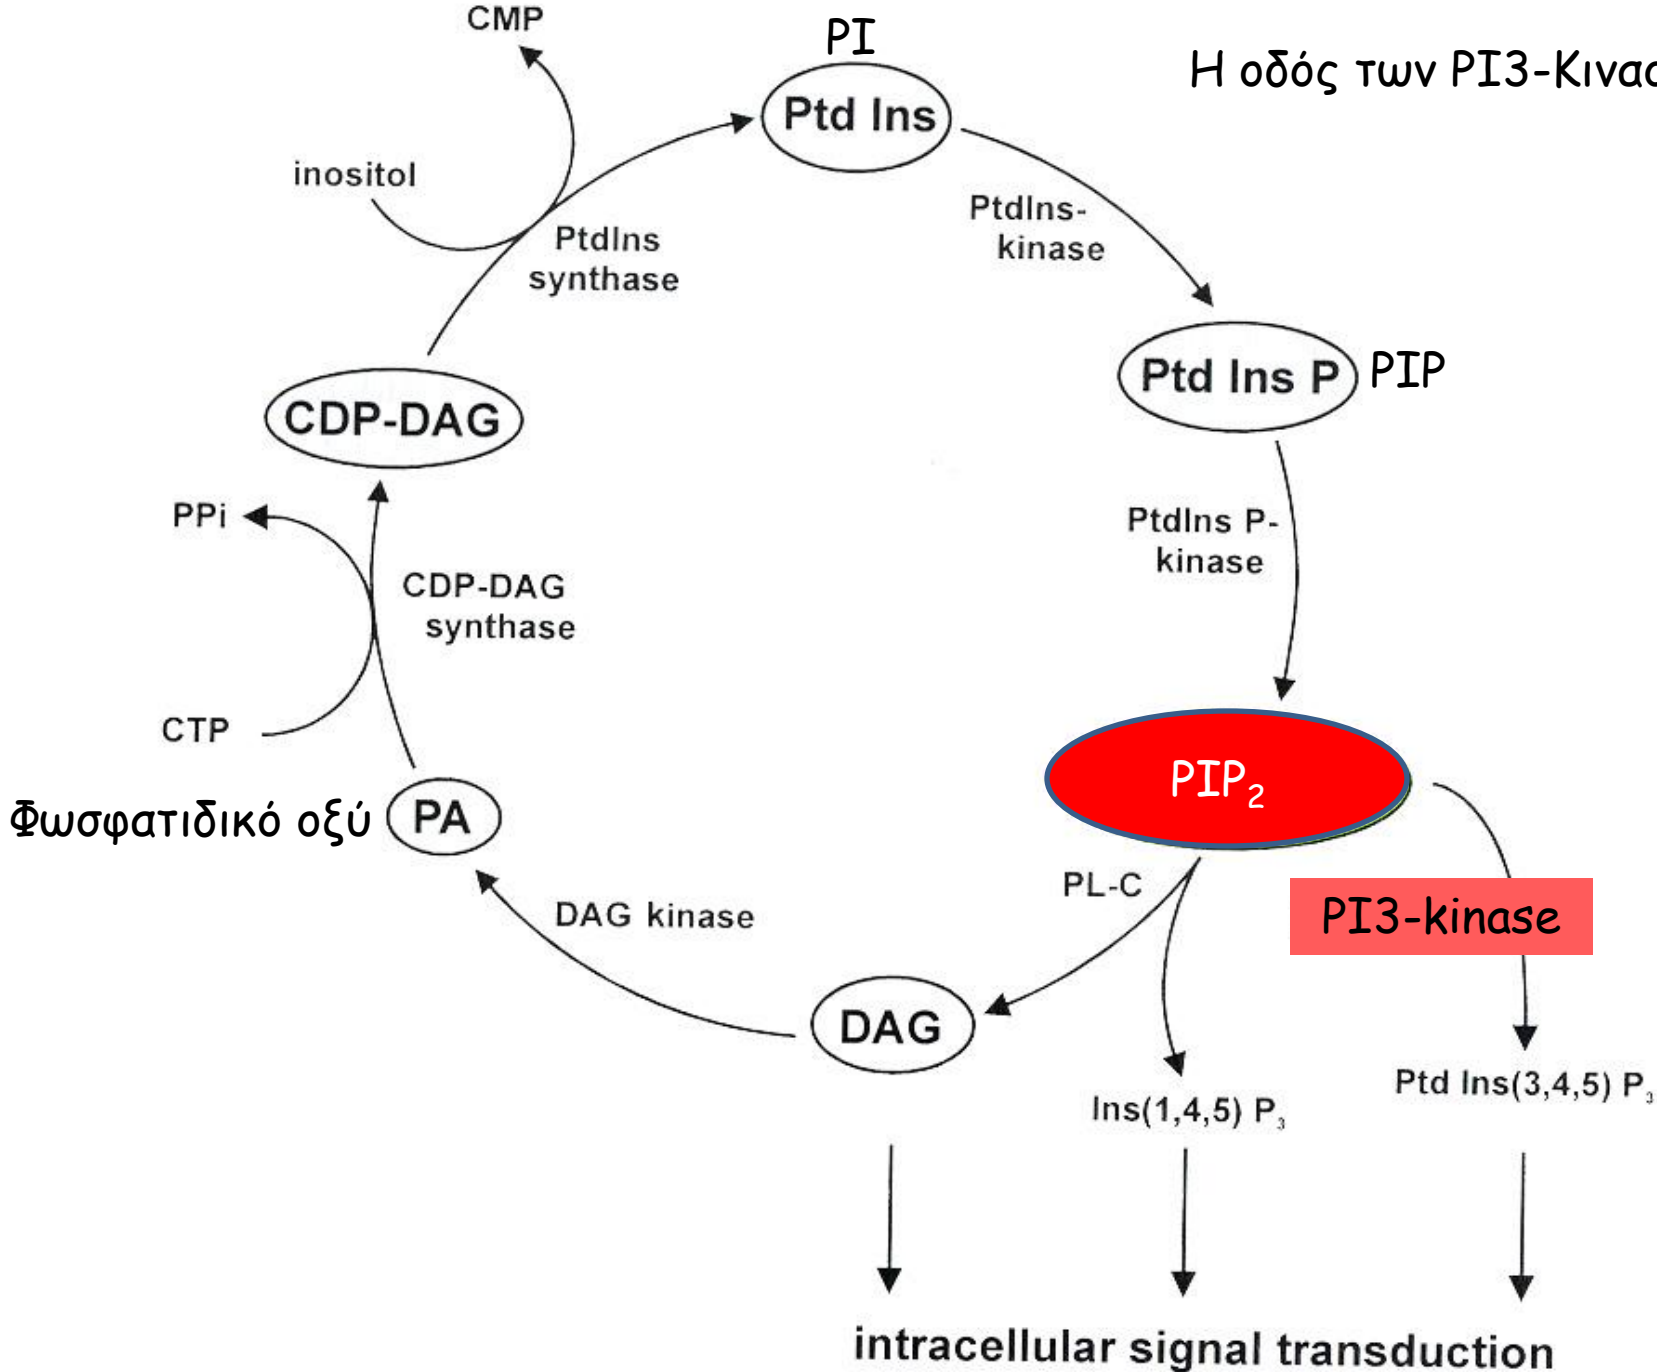 CMP
PI
Ptd Ins
Η οδός των PI3-Κινασ
inositol
PtdIns
synthase
PtdIns-
kinase
Ptd Ins P
PIP
CDP-DAG
PPi
PtdIns P-
kinase
CDP-DAG
synthase
CTP
Φωσφατιδικό οξύ
PA
PIP₂
PL-C
PI3-kinase
DAG kinase
DAG
Ins(1,4,5) P₃
Ptd Ins(3,4,5) P₃
intracellular signal transduction